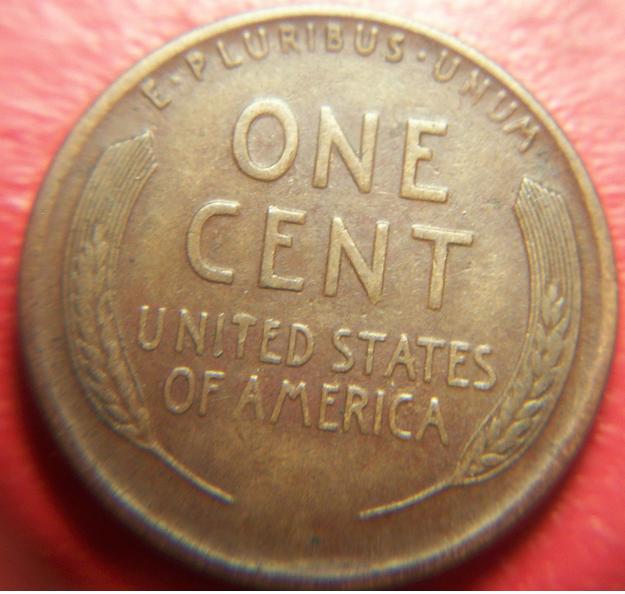 E·PLURIBUS·UNUM
ONE
CENT
UNITED STATES
OF AMERICA